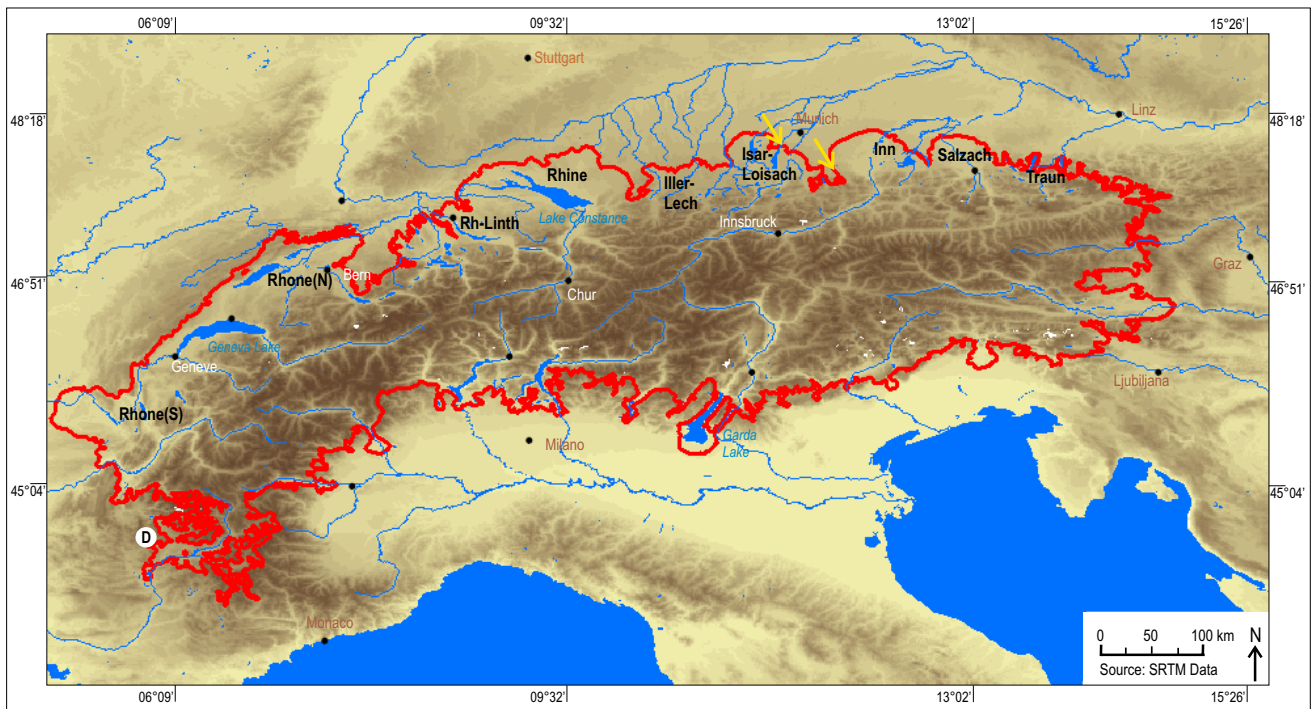 06°09'
09°32'
13°02'
15°26'
Stuttgart
48°18'
Munich
Linz
48°18'
Isar-
Loisach
Inn
Salzach
Rhine
Iller-
Lech
Traun
Rh-Linth
Lake Constance
Innsbruck
Graz
46°51'
Rhone(N)
Bern
Chur
46°51'
Geneva Lake
Geneve
Ljubiljana
Rhone(S)
Milano
Garda
Lake
45°04'
45°04'
D
Monaco
0 50 100 km
N
Source: SRTM Data
06°09'
09°32'
13°02'
15°26'